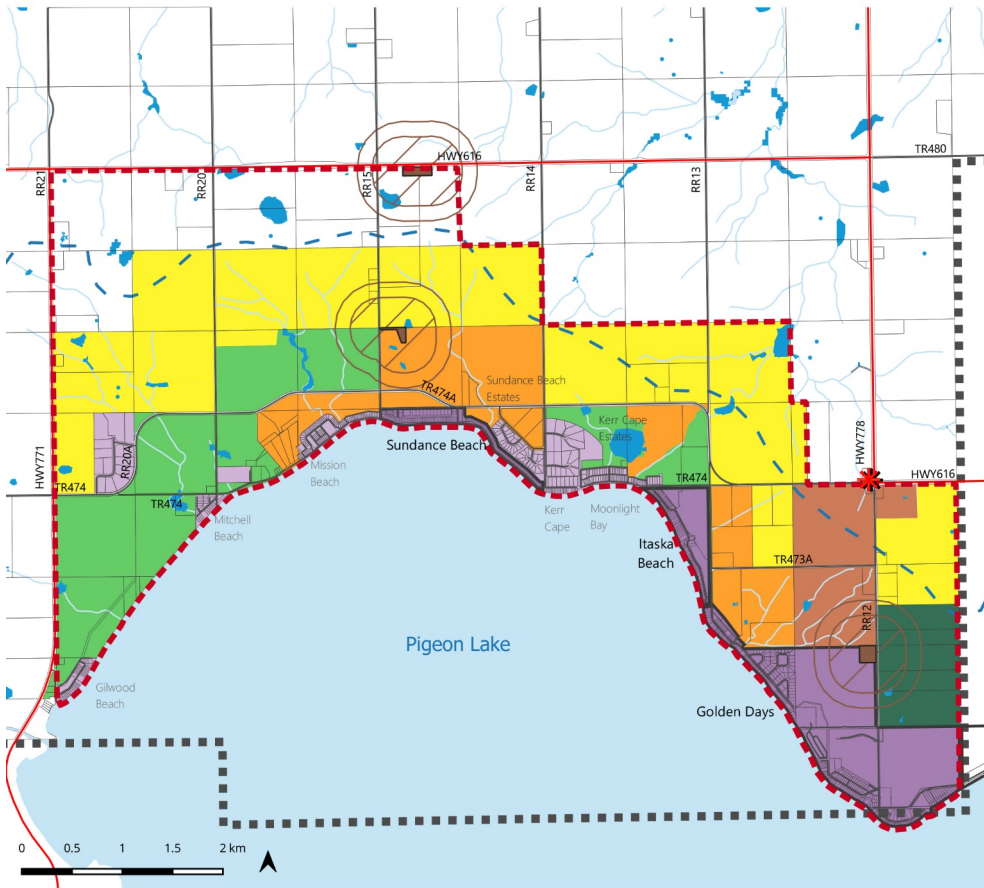 HWY616
TR480
RR21
RR20
RR15
RR14
RR13
Sundance Beach
Estates
TR474A
Kerr Cape
Estates
Sundance Beach
HWY771
RR20A
Mission
Beach
HWY778
HWY616
TR474
TR474
TR474
Mitchell
Beach
Kerr
Cape
Moonlight
Bay
Itaska
Beach
TR473A
RR12
Pigeon Lake
Gilwood
Beach
Golden Days
0 0.5 1 1.5 2 km